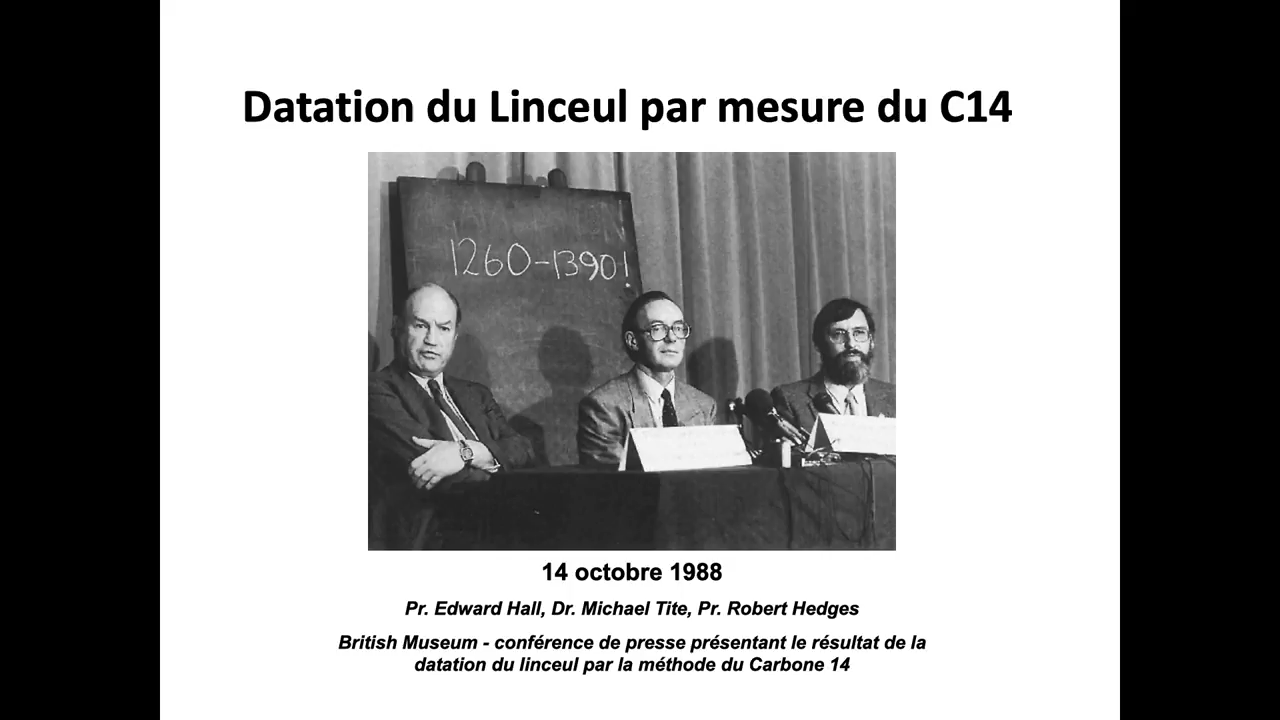 Datation du Linceul par mesure du C14
1260-1390!
14 octobre 1988
Pr. Edward Hall, Dr. Michael Tite, Pr. Robert Hedges
British Museum - conférence de presse présentant le résultat de la
datation du linceul par la méthode du Carbone 14